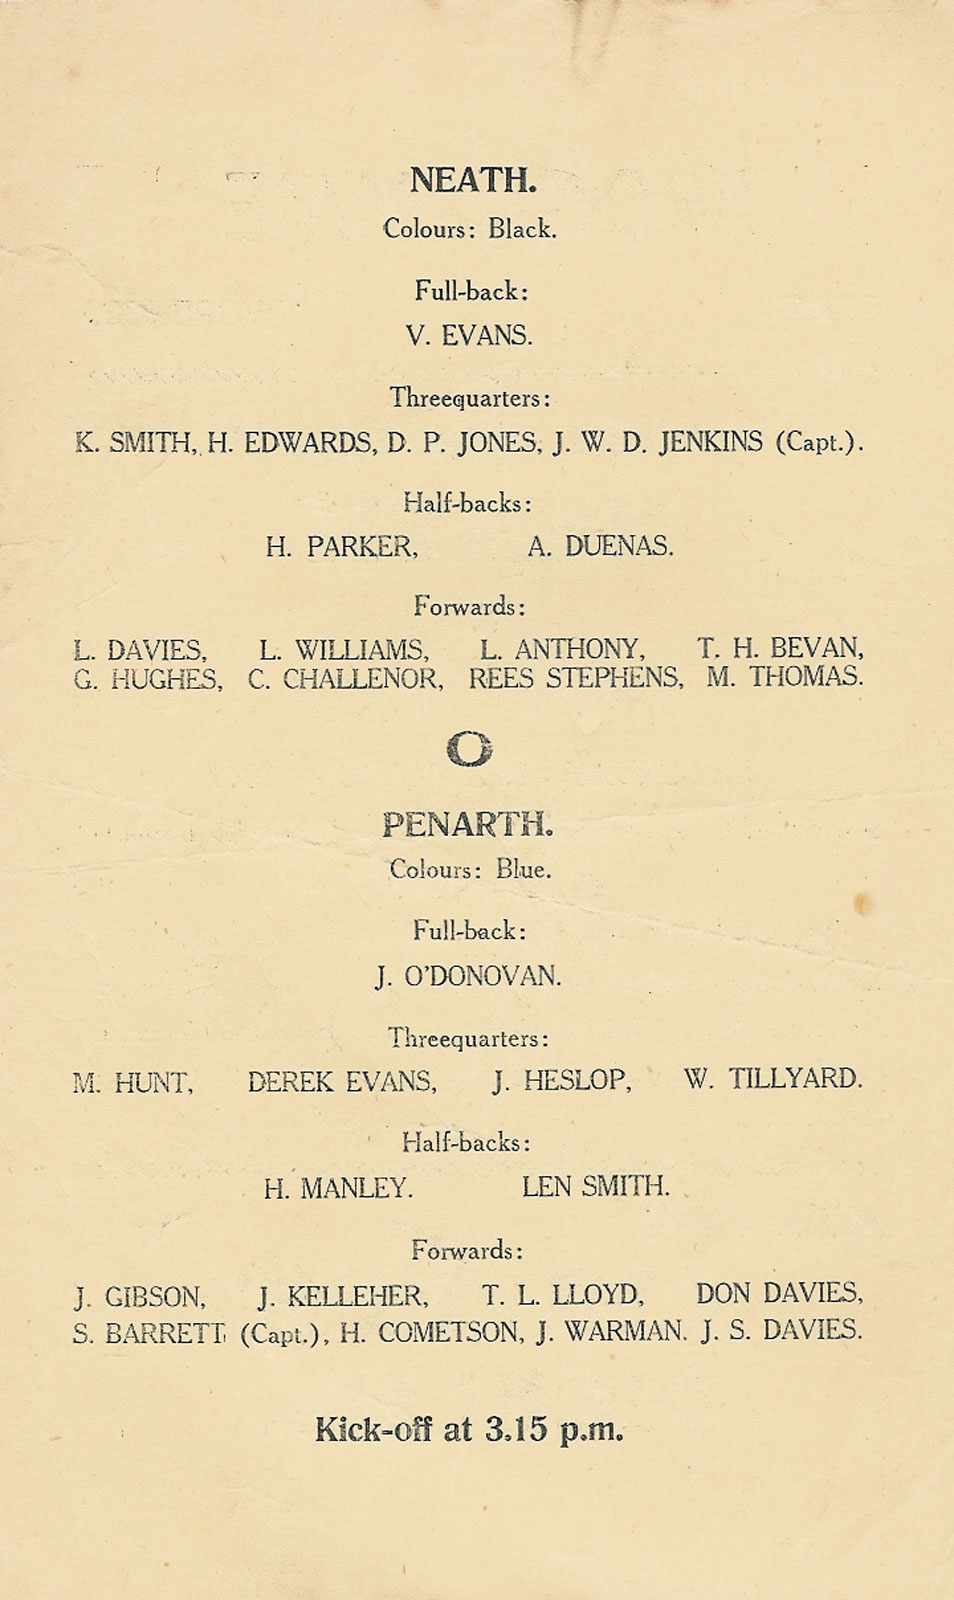 NEATH.
Colours: Black.
Full-back:
V. EVANS.
Threequarters:
K. SMITH, H. EDWARDS, D. P. JONES, J. W. D. JENKINS (Capt.).
Half-backs:
H. PARKER, A. DUENAS.
Forwards:
L. DAVIES, L. WILLIAMS, L. ANTHONY, T. H. BEVAN,
G. HUGHES, C. CHALLENOR, REES STEPHENS, M. THOMAS.
O
PENARTH.
Colours: Blue.
Full-back:
J. O'DONOVAN.
Threequarters:
M. HUNT, DEREK EVANS, J. HESLOP, W. TILLYARD.
Half-backs:
H. MANLEY. LEN SMITH.
Forwards:
J. GIBSON, J. KELLEHER, T. L. LLOYD, DON DAVIES,
S. BARRETT (Capt.), H. COMETSON, J. WARMAN. J. S. DAVIES.
Kick-off at 3.15 p.m.